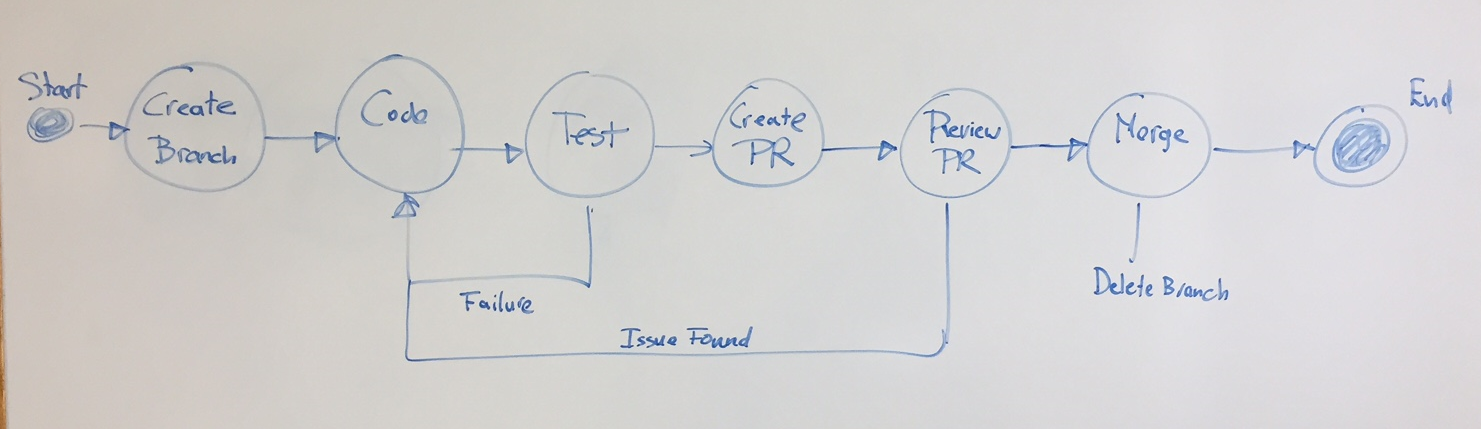 Start
Create
Branch
Code
Test
Create
PR
Review
PR
Merge
End
Failure
Issue Found
Delete Branch